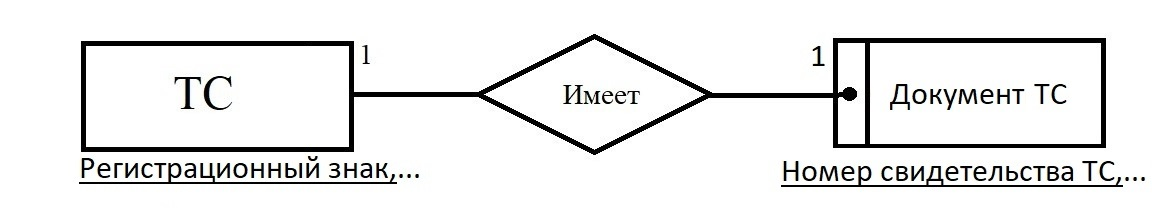 1
1
ТС
Имеет
Документ ТС
Регистрационный знак,...
Номер свидетельства ТС,...